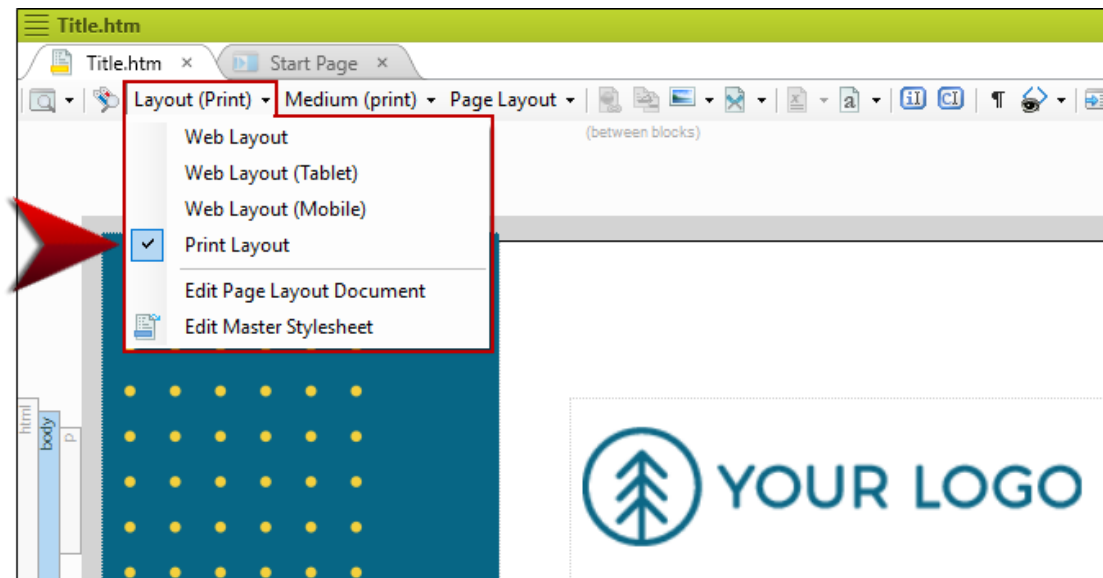 Title.htm
Title.htm × Start Page ×
Layout (Print) Medium (print) Page Layout
(between blocks)
Web Layout
Web Layout (Tablet)
Web Layout (Mobile)
Print Layout
Edit Page Layout Document
Edit Master Stylesheet
html
body
p
YOUR LOGO